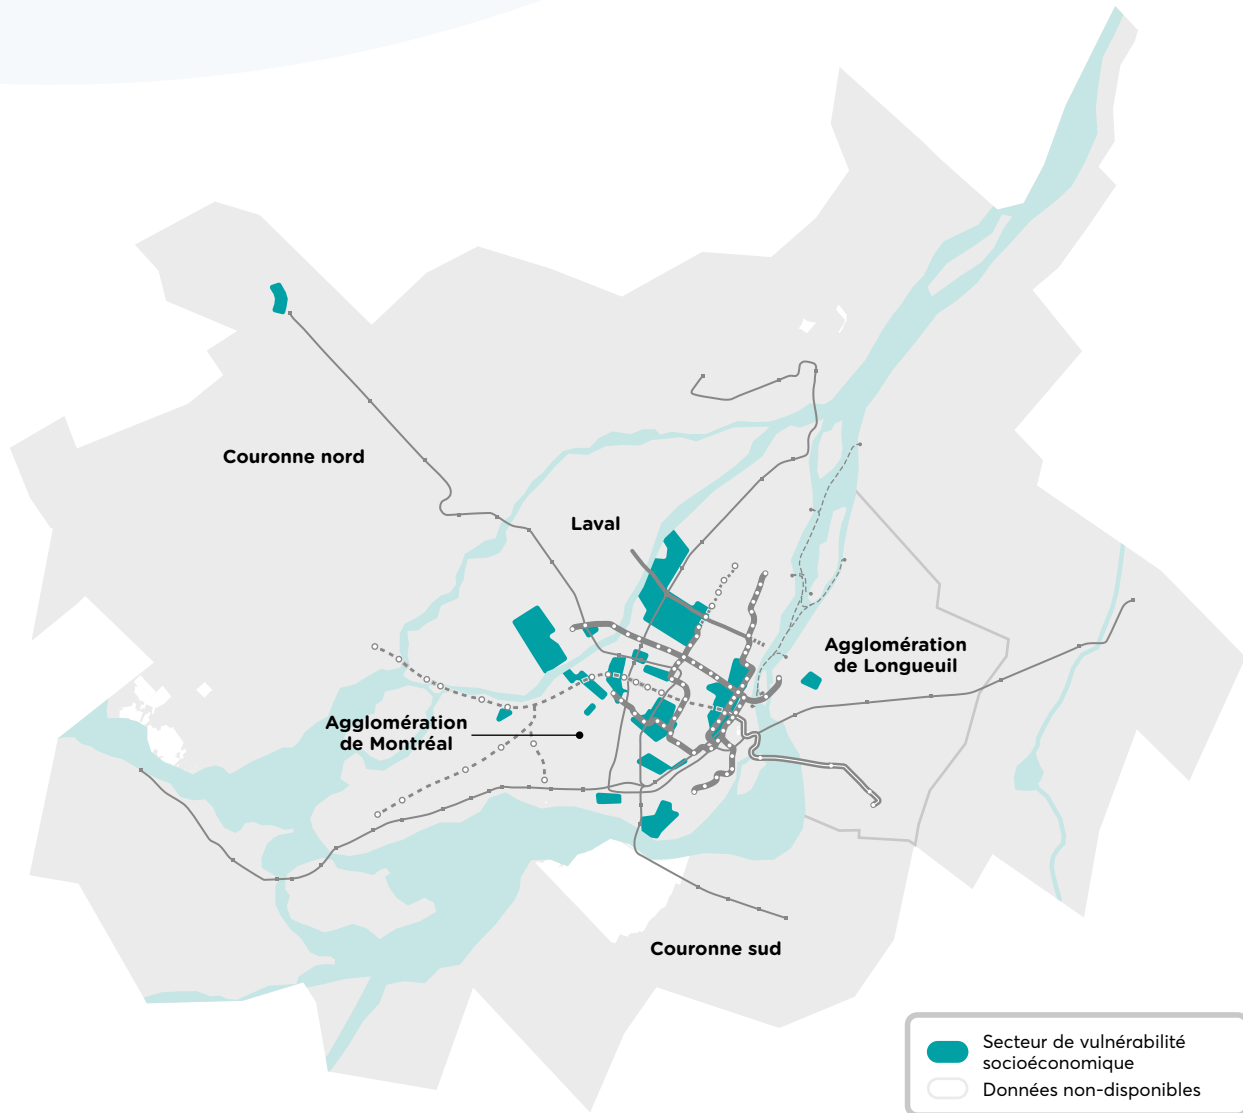 Couronne nord
Laval
Agglomération
de Longueuil
Agglomération
de Montréal
Couronne sud
Secteur de vulnérabilité
socioéconomique
Données non-disponibles